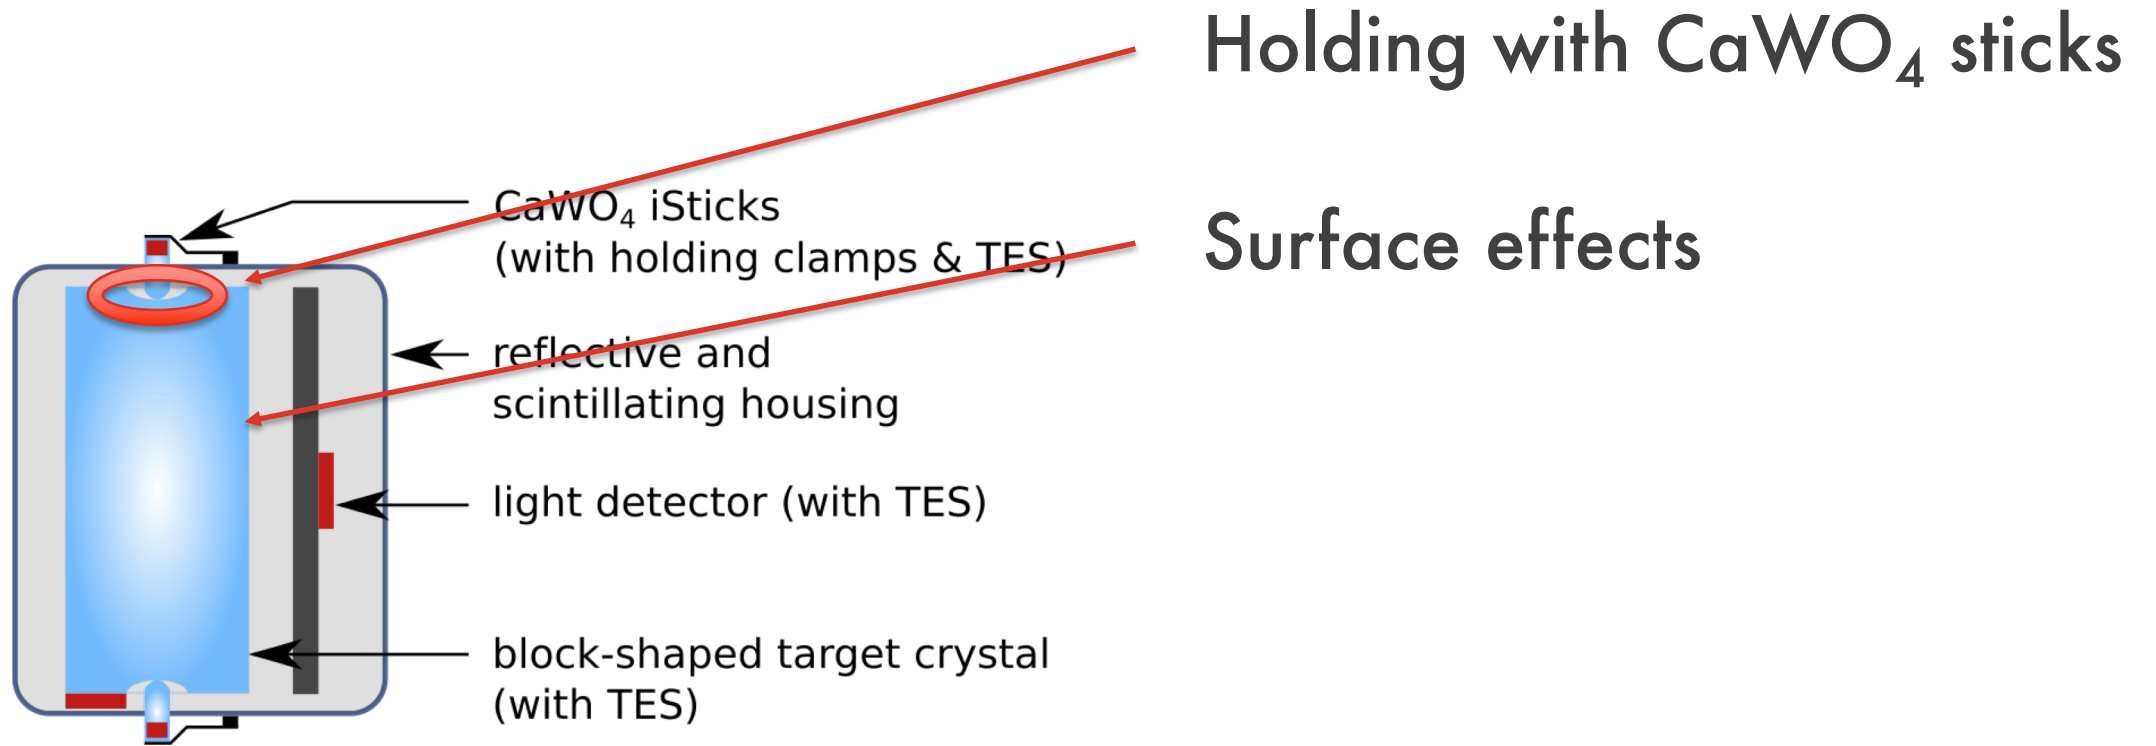 Holding with CaWO₄ sticks
CaWO₄ iSticks
(with holding clamps & TES)
Surface effects
reflective and
scintillating housing
light detector (with TES)
block-shaped target crystal
(with TES)